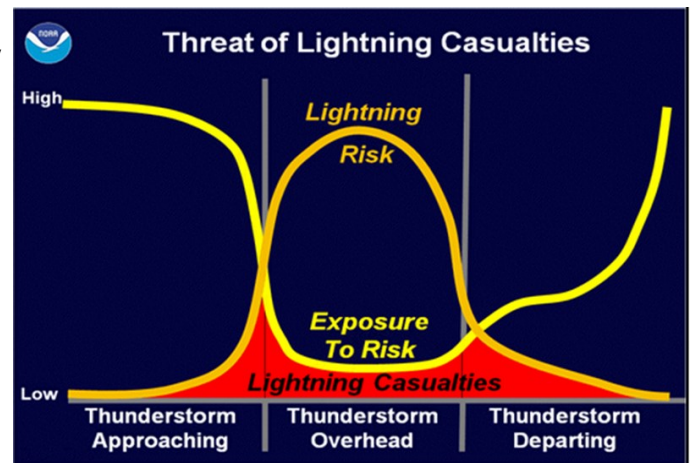 NOAA
Threat of Lightning Casualties
High
Lightning
Risk
Exposure
To Risk
Lightning Casualties
Low
Thunderstorm
Approaching
Thunderstorm
Overhead
Thunderstorm
Departing